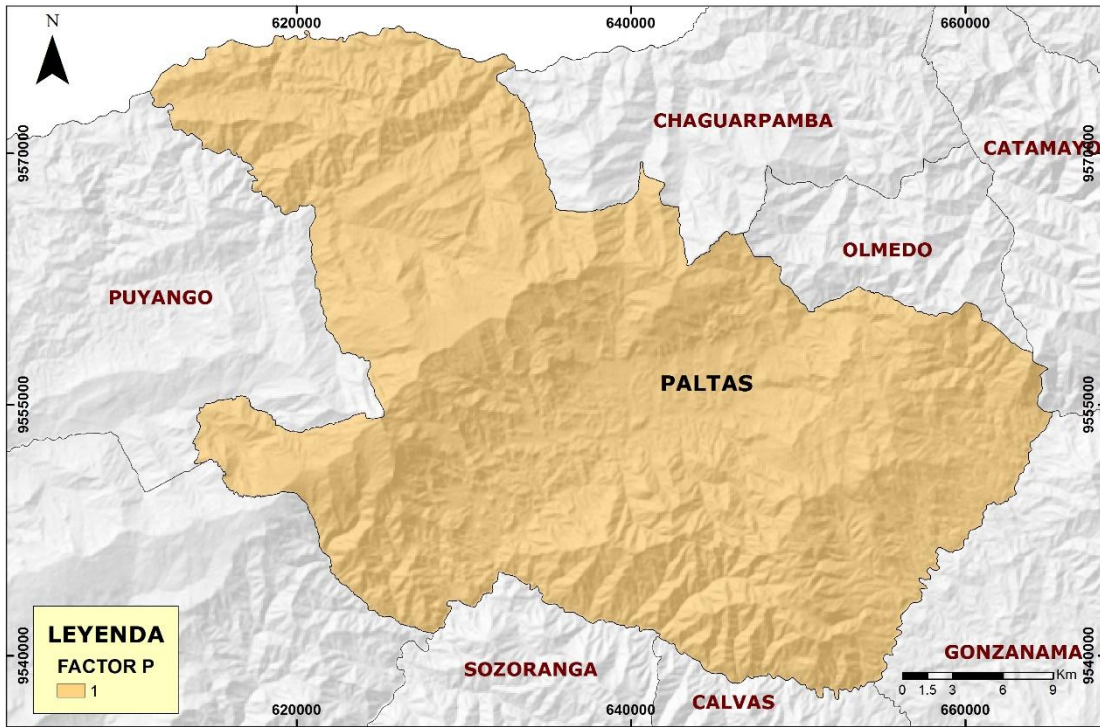 620000
640000
660000
N
CHAGUARPAMBA
CATAMAYO
9570000
9570000
OLMEDO
PUYANGO
PALTAS
9555000
9555000
LEYENDA
FACTOR P
1
9540000
9540000
SOZORANGA
CALVAS
GONZANAMA
Km
0 1.5 3 6 9
620000
640000
660000